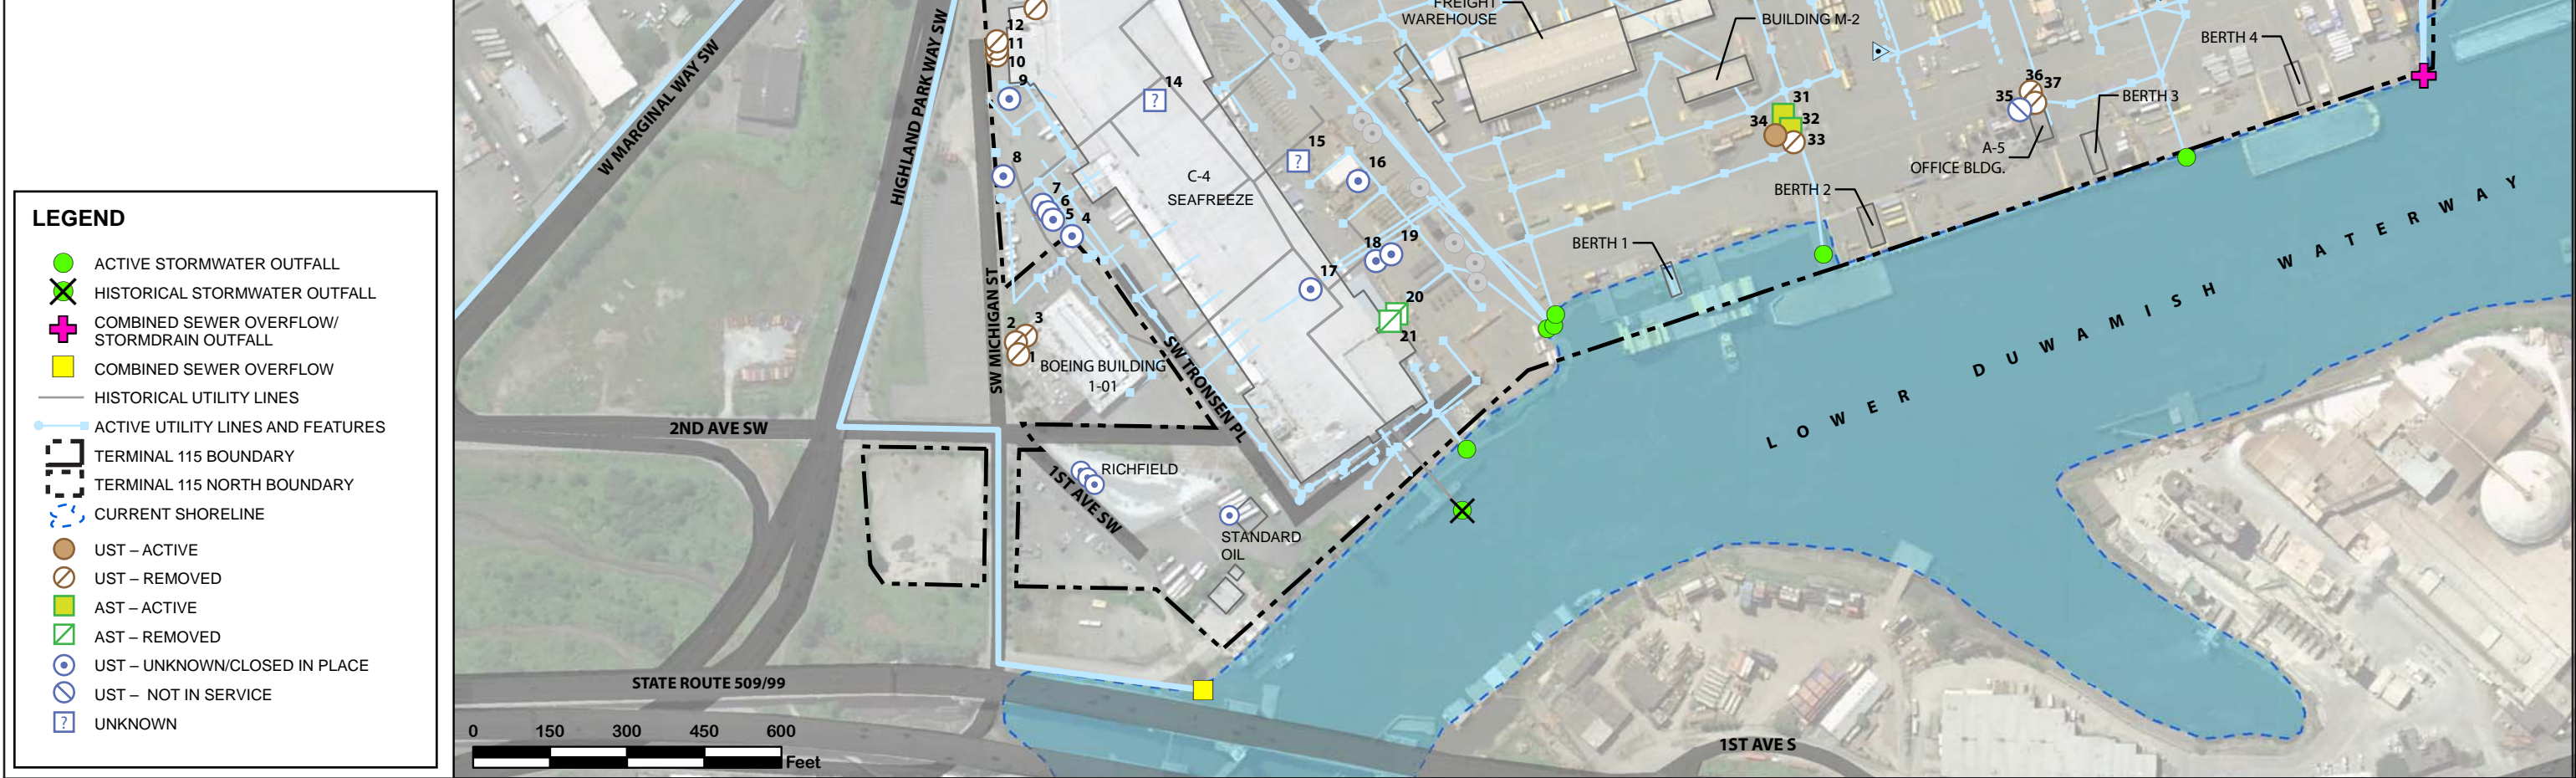 LEGEND
ACTIVE STORMWATER OUTFALL
HISTORICAL STORMWATER OUTFALL
COMBINED SEWER OVERFLOW/
STORMDRAIN OUTFALL
COMBINED SEWER OVERFLOW
HISTORICAL UTILITY LINES
ACTIVE UTILITY LINES AND FEATURES
TERMINAL 115 BOUNDARY
TERMINAL 115 NORTH BOUNDARY
CURRENT SHORELINE
UST – ACTIVE
UST – REMOVED
AST – ACTIVE
AST – REMOVED
UST – UNKNOWN/CLOSED IN PLACE
UST – NOT IN SERVICE
? UNKNOWN
W MARGINAL WAY SW
HIGHLAND PARK WAY SW
SW MICHIGAN ST
SW TRONSEN PL
2ND AVE SW
1ST AVE SW
STATE ROUTE 509/99
1ST AVE S
12
11
10
9
8
7
6
5
4
3
2
1
BOEING BUILDING
1-01
RICHFIELD
STANDARD
OIL
? 14
C-4
SEAFREEZE
? 15
16
17
18
19
20
21
FREIGHT
WAREHOUSE
BUILDING M-2
31
32
33
34
35
36
37
A-5
OFFICE BLDG.
BERTH 1
BERTH 2
BERTH 3
BERTH 4
LOWER DUWAMISH WATERWAY
0 150 300 450 600
Feet